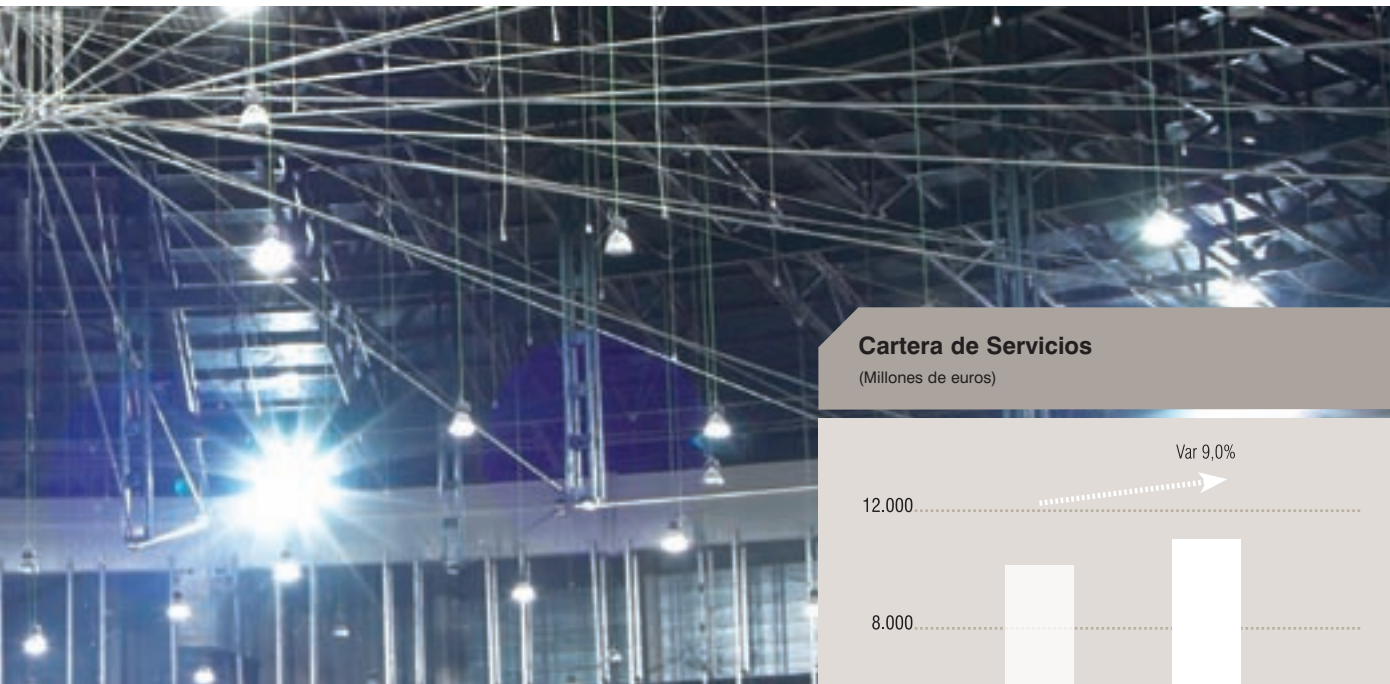 Cartera de Servicios
(Millones de euros)
Var 9,0%
12.000
8.000